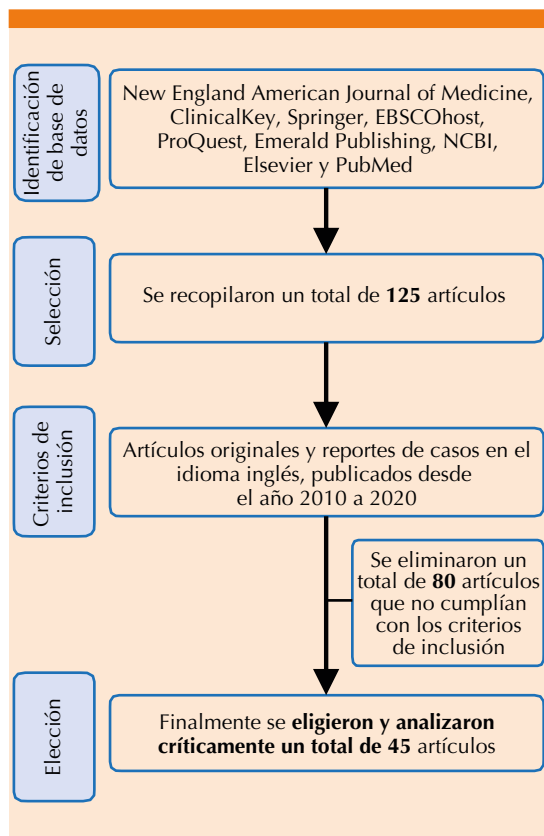 Identificación
de base de
datos
New England American Journal of Medicine,
ClinicalKey, Springer, EBSCOhost,
ProQuest, Emerald Publishing, NCBI,
Elsevier y PubMed
Selección
Se recopilaron un total de 125 artículos
Criterios de
inclusión
Artículos originales y reportes de casos en el
idioma inglés, publicados desde
el año 2010 a 2020
Se eliminaron un
total de 80 artículos
que no cumplían
con los criterios
de inclusión
Elección
Finalmente se eligieron y analizaron
críticamente un total de 45 artículos